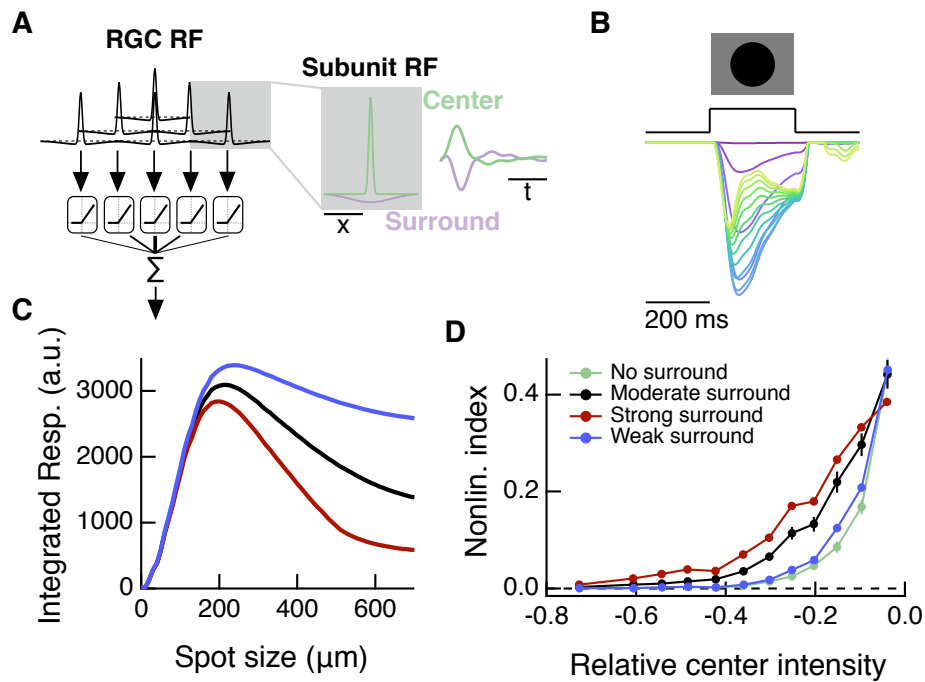 A
RGC RF
Subunit RF
Center
t
x
Surround
Σ
B
200 ms
C
Integrated Resp. (a.u.)
3000
2000
1000
0
0 200 400 600
Spot size (μm)
D
No surround
Moderate surround
Strong surround
Weak surround
Nonlin. index
0.4
0.2
0.0
-0.8 -0.6 -0.4 -0.2 0.0
Relative center intensity